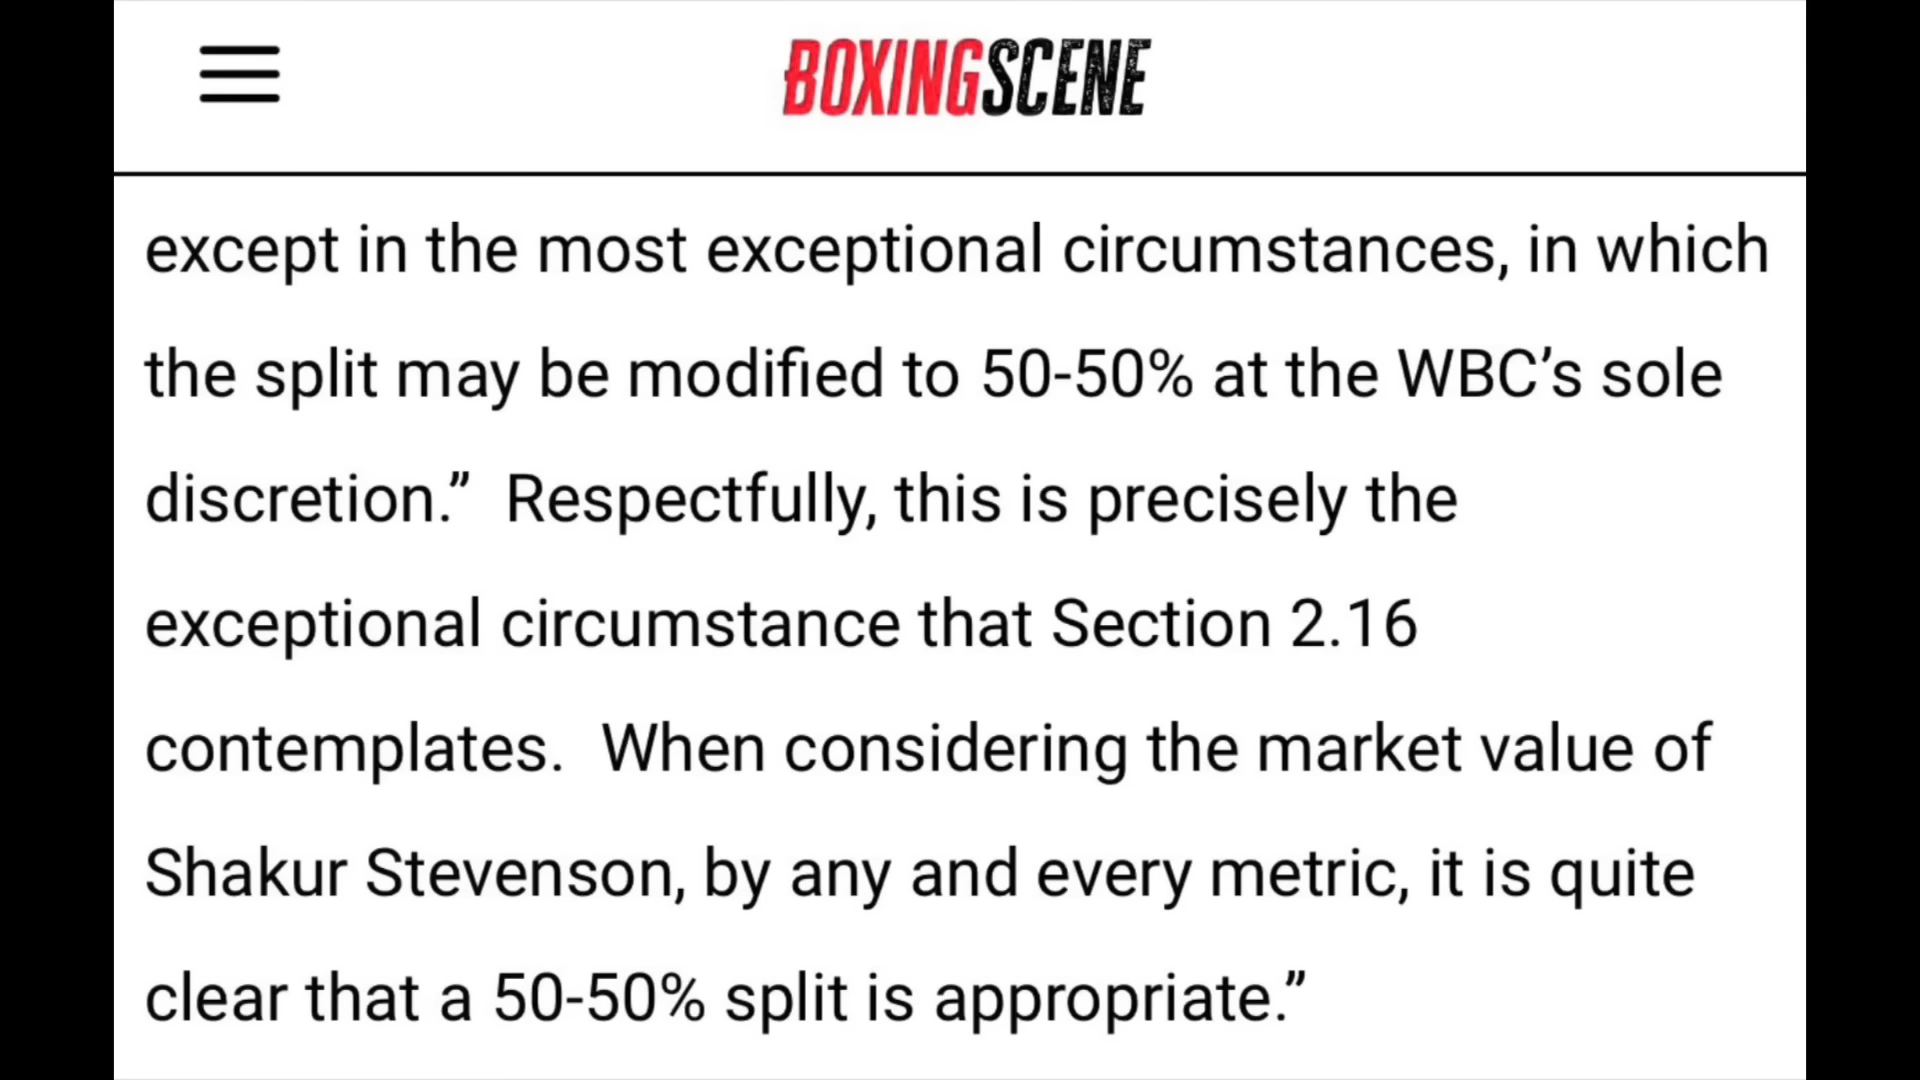 BOXINGSCENE
except in the most exceptional circumstances, in which
the split may be modified to 50-50% at the WBC’s sole
discretion.”  Respectfully, this is precisely the
exceptional circumstance that Section 2.16
contemplates.  When considering the market value of
Shakur Stevenson, by any and every metric, it is quite
clear that a 50-50% split is appropriate.”